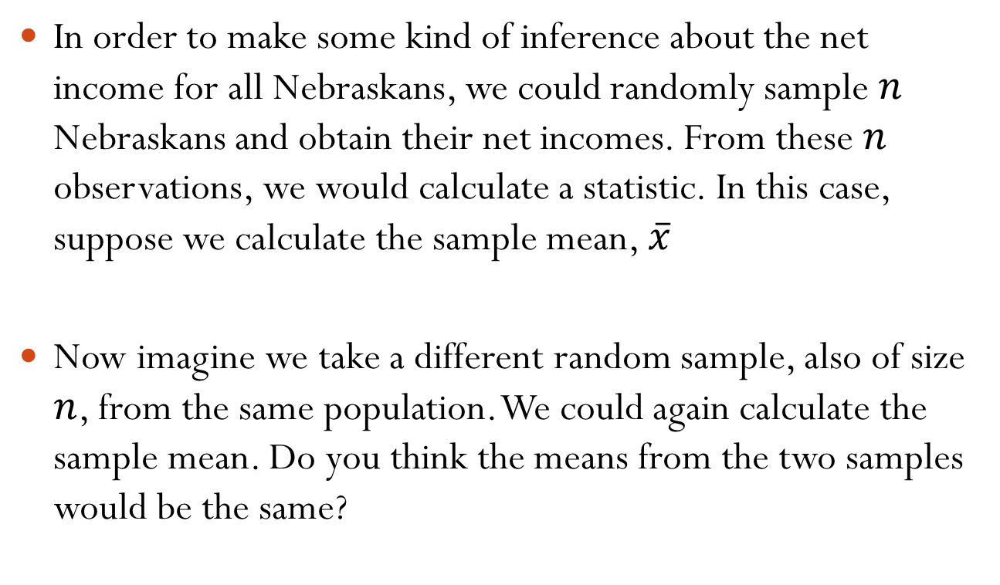 • In order to make some kind of inference about the net
income for all Nebraskans, we could randomly sample n
Nebraskans and obtain their net incomes. From these n
observations, we would calculate a statistic. In this case,
suppose we calculate the sample mean, x̄
• Now imagine we take a different random sample, also of size
n, from the same population. We could again calculate the
sample mean. Do you think the means from the two samples
would be the same?